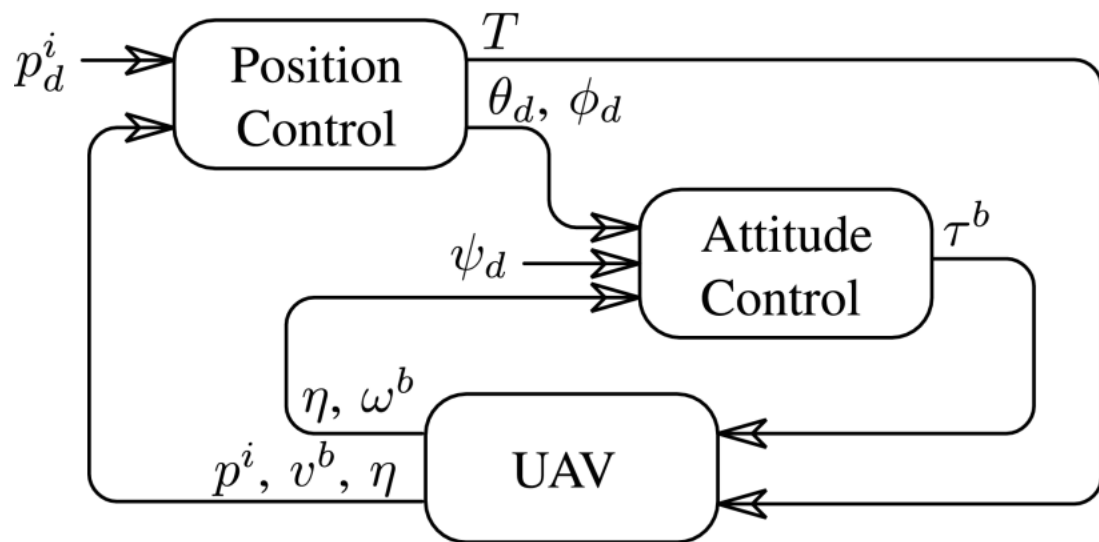 T
p_d^i
Position
Control
θ_d, ϕ_d
Attitude
Control
τ^b
ψ_d
η, ω^b
UAV
p^i, v^b, η